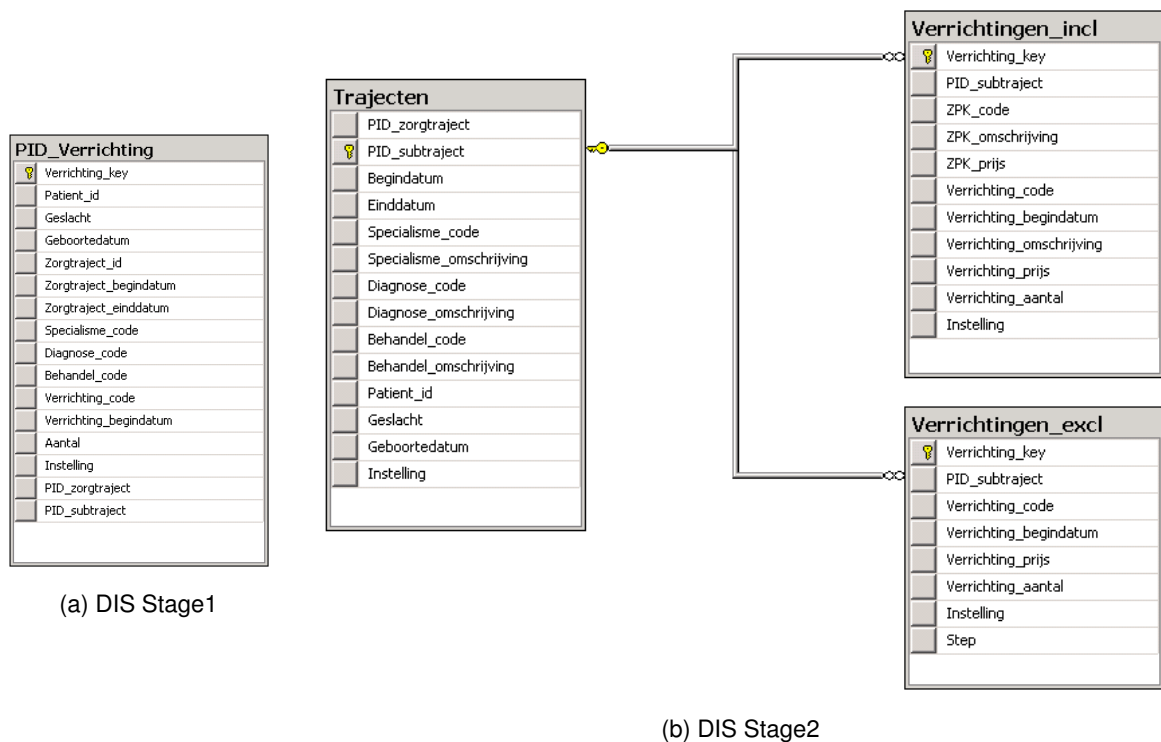 PID_Verrichting
Verrichting_key
Patient_id
Geslacht
Geboortedatum
Zorgtraject_id
Zorgtraject_begindatum
Zorgtraject_einddatum
Specialisme_code
Diagnose_code
Behandel_code
Verrichting_code
Verrichting_begindatum
Aantal
Instelling
PID_zorgtraject
PID_subtraject
(a) DIS Stage1
Trajecten
PID_zorgtraject
PID_subtraject
Begindatum
Einddatum
Specialisme_code
Specialisme_omschrijving
Diagnose_code
Diagnose_omschrijving
Behandel_code
Behandel_omschrijving
Patient_id
Geslacht
Geboortedatum
Instelling
Verrichtingen_incl
Verrichting_key
PID_subtraject
ZPK_code
ZPK_omschrijving
ZPK_prijs
Verrichting_code
Verrichting_begindatum
Verrichting_omschrijving
Verrichting_prijs
Verrichting_aantal
Instelling
Verrichtingen_excl
Verrichting_key
PID_subtraject
Verrichting_code
Verrichting_begindatum
Verrichting_prijs
Verrichting_aantal
Instelling
Step
(b) DIS Stage2